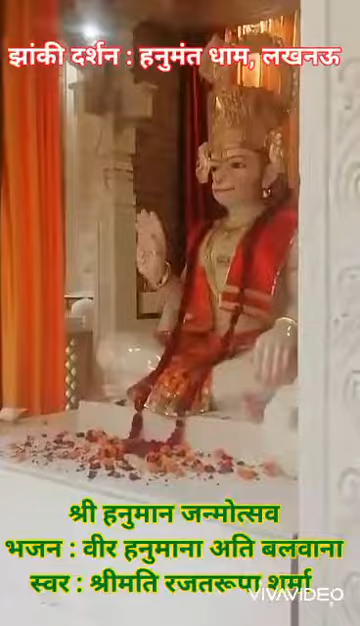 झांकी दर्शन : हनुमंत धाम, लखनऊ
श्री हनुमान जन्मोत्सव
भजन : वीर हनुमाना अति बलवाना
स्वर : श्रीमति रजतरूपा शर्मा
VIVAVIDEO